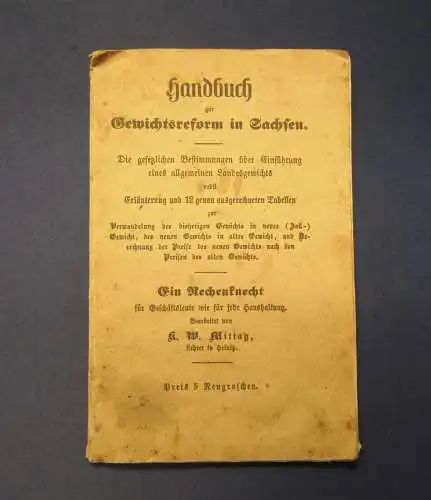 Handbuch
zur
Gewichtsreform in Sachsen.
Die gesetzlichen Bestimmungen über Einführung
eines allgemeinen Landesgewichts
nebst
Erläuterung und 12 genau ausgerechneten Tabellen
zur
Verwandelung des bisherigen Gewichts in neues (Zoll-)
Gewicht, des neuen Gewichts in altes Gewicht, und Be-
rechnung der Preise des neuen Gewichts nach den
Preisen des alten Gewichts.
Ein Rechenknecht
für Geschäftsleute wie für jede Haushaltung.
Bearbeitet von
K. W. Mittag,
Lehrer in
Preis 5 Neugroschen.